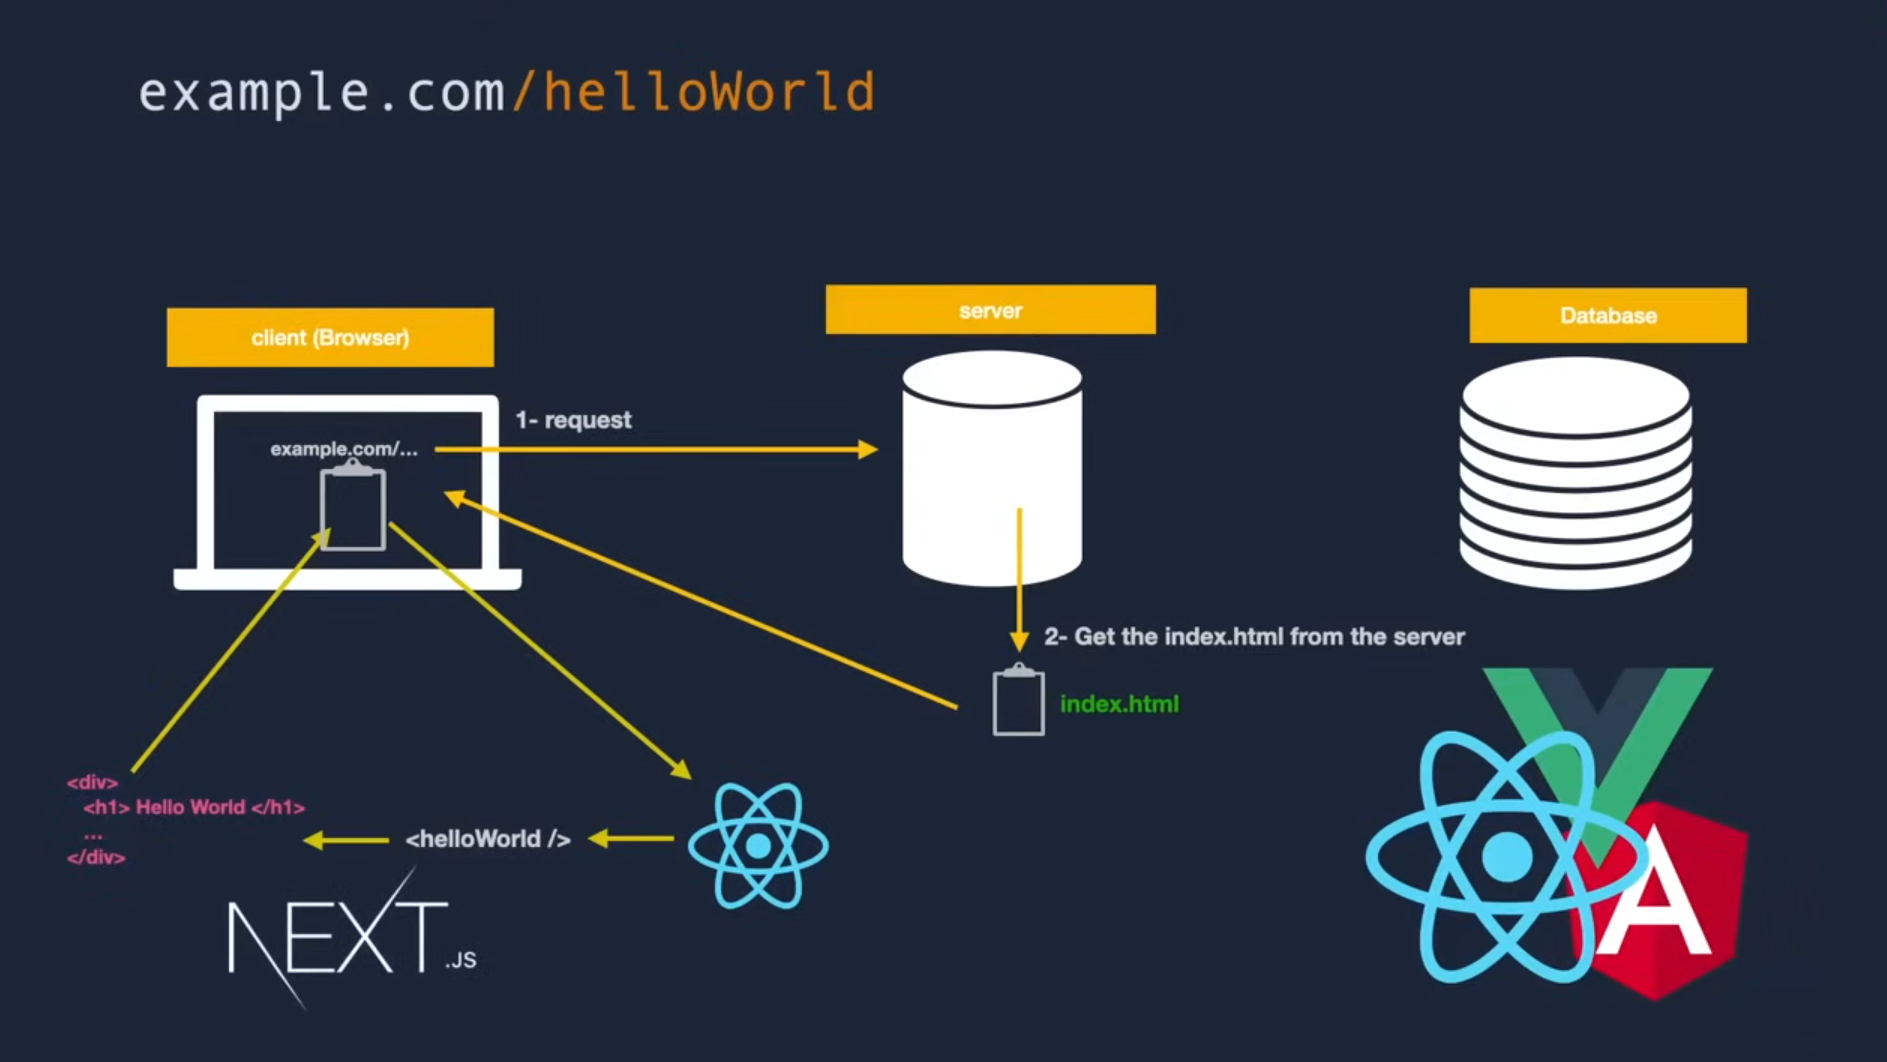 example.com/helloWorld
client (Browser)
server
Database
1- request
example.com/...
2- Get the index.html from the server
index.html
<div>
<h1> Hello World </h1>
...
</div>
<helloWorld />
NEXT.JS
A